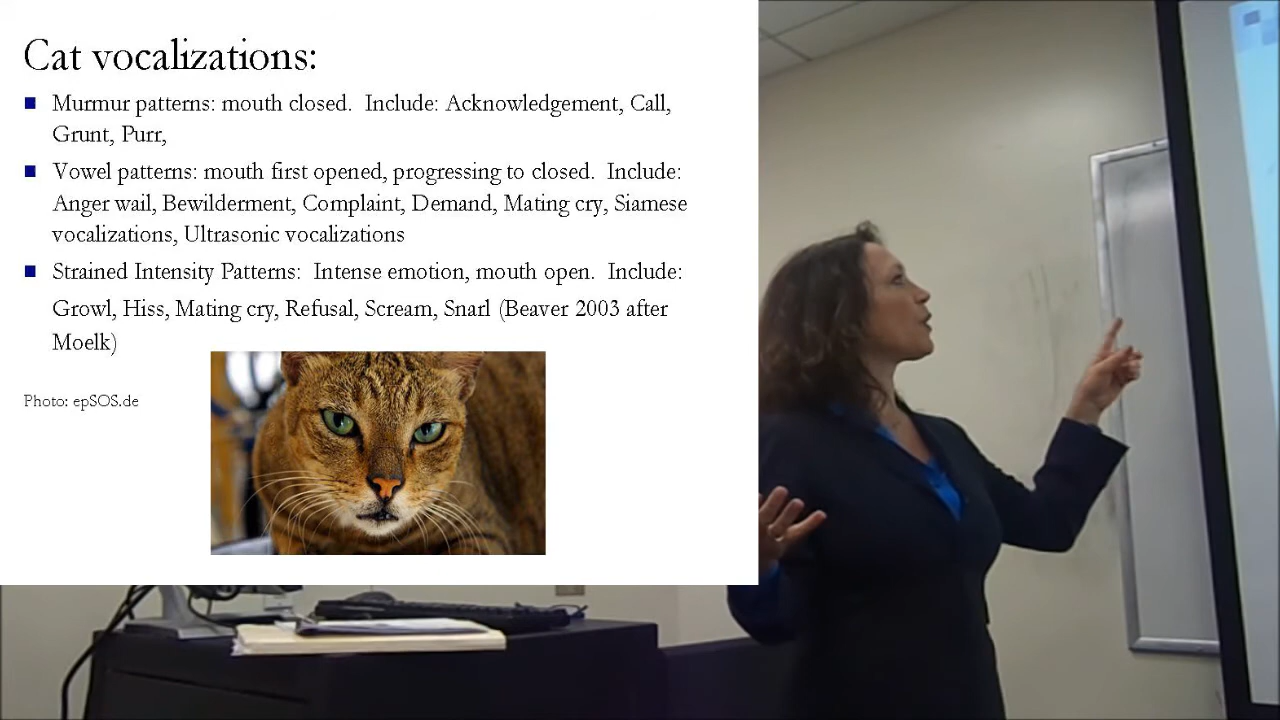 Cat vocalizations:
Murmur patterns: mouth closed.  Include: Acknowledgement, Call,
Grunt, Purr,
Vowel patterns: mouth first opened, progressing to closed.  Include:
Anger wail, Bewilderment, Complaint, Demand, Mating cry, Siamese
vocalizations, Ultrasonic vocalizations
Strained Intensity Patterns:  Intense emotion, mouth open.  Include:
Growl, Hiss, Mating cry, Refusal, Scream, Snarl (Beaver 2003 after
Moelk)
Photo: epSOS.de